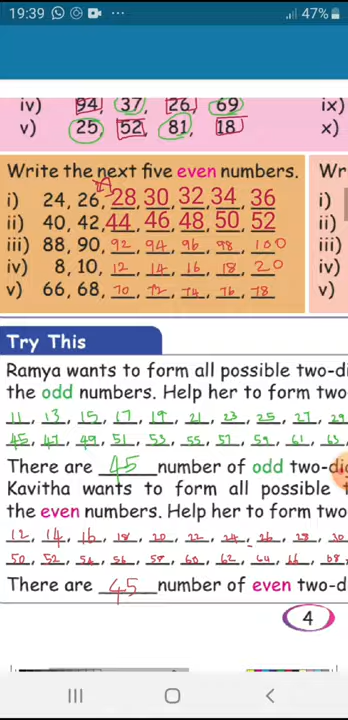 19:39 47%
iv) 94, 37, 26, 69 ix)
v) 25, 52, 81, 18 x)
Write the next five even numbers. Wr
i) 24, 26, 28, 30, 32, 34, 36 i)
ii) 40, 42, 44, 46, 48, 50, 52 ii)
iii) 88, 90, 92, 94, 96, 98, 100 iii)
iv) 8, 10, 12, 14, 16, 18, 20 iv)
v) 66, 68, 70, 72, 74, 76, 78 v)
Try This
Ramya wants to form all possible two-di
the odd numbers. Help her to form two
11, 13, 15, 17, 19, 21, 23, 25, 27, 29
45, 47, 49, 51, 53, 55, 57, 59, 61, 63
There are 45 number of odd two-di
Kavitha wants to form all possible t
the even numbers. Help her to form two
12, 14, 16, 18, 20, 22, 24, 26, 28, 30
50, 52, 54, 56, 58, 60, 62, 64, 66, 68
There are 45 number of even two-d
4